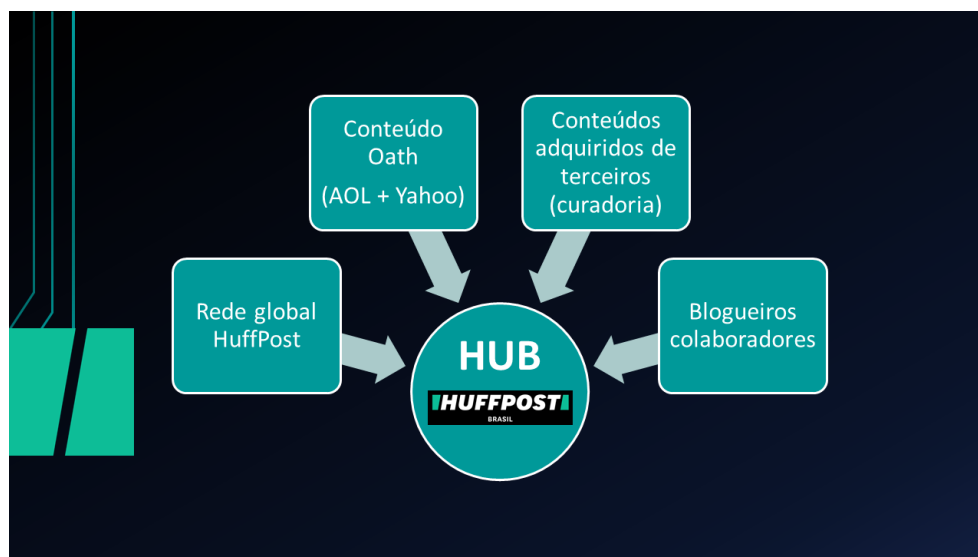 Conteúdo
Oath
(AOL + Yahoo)
Conteúdos
adquiridos de
terceiros
(curadoria)
Rede global
HuffPost
Blogueiros
colaboradores
HUB
HUFFPOST
BRASIL